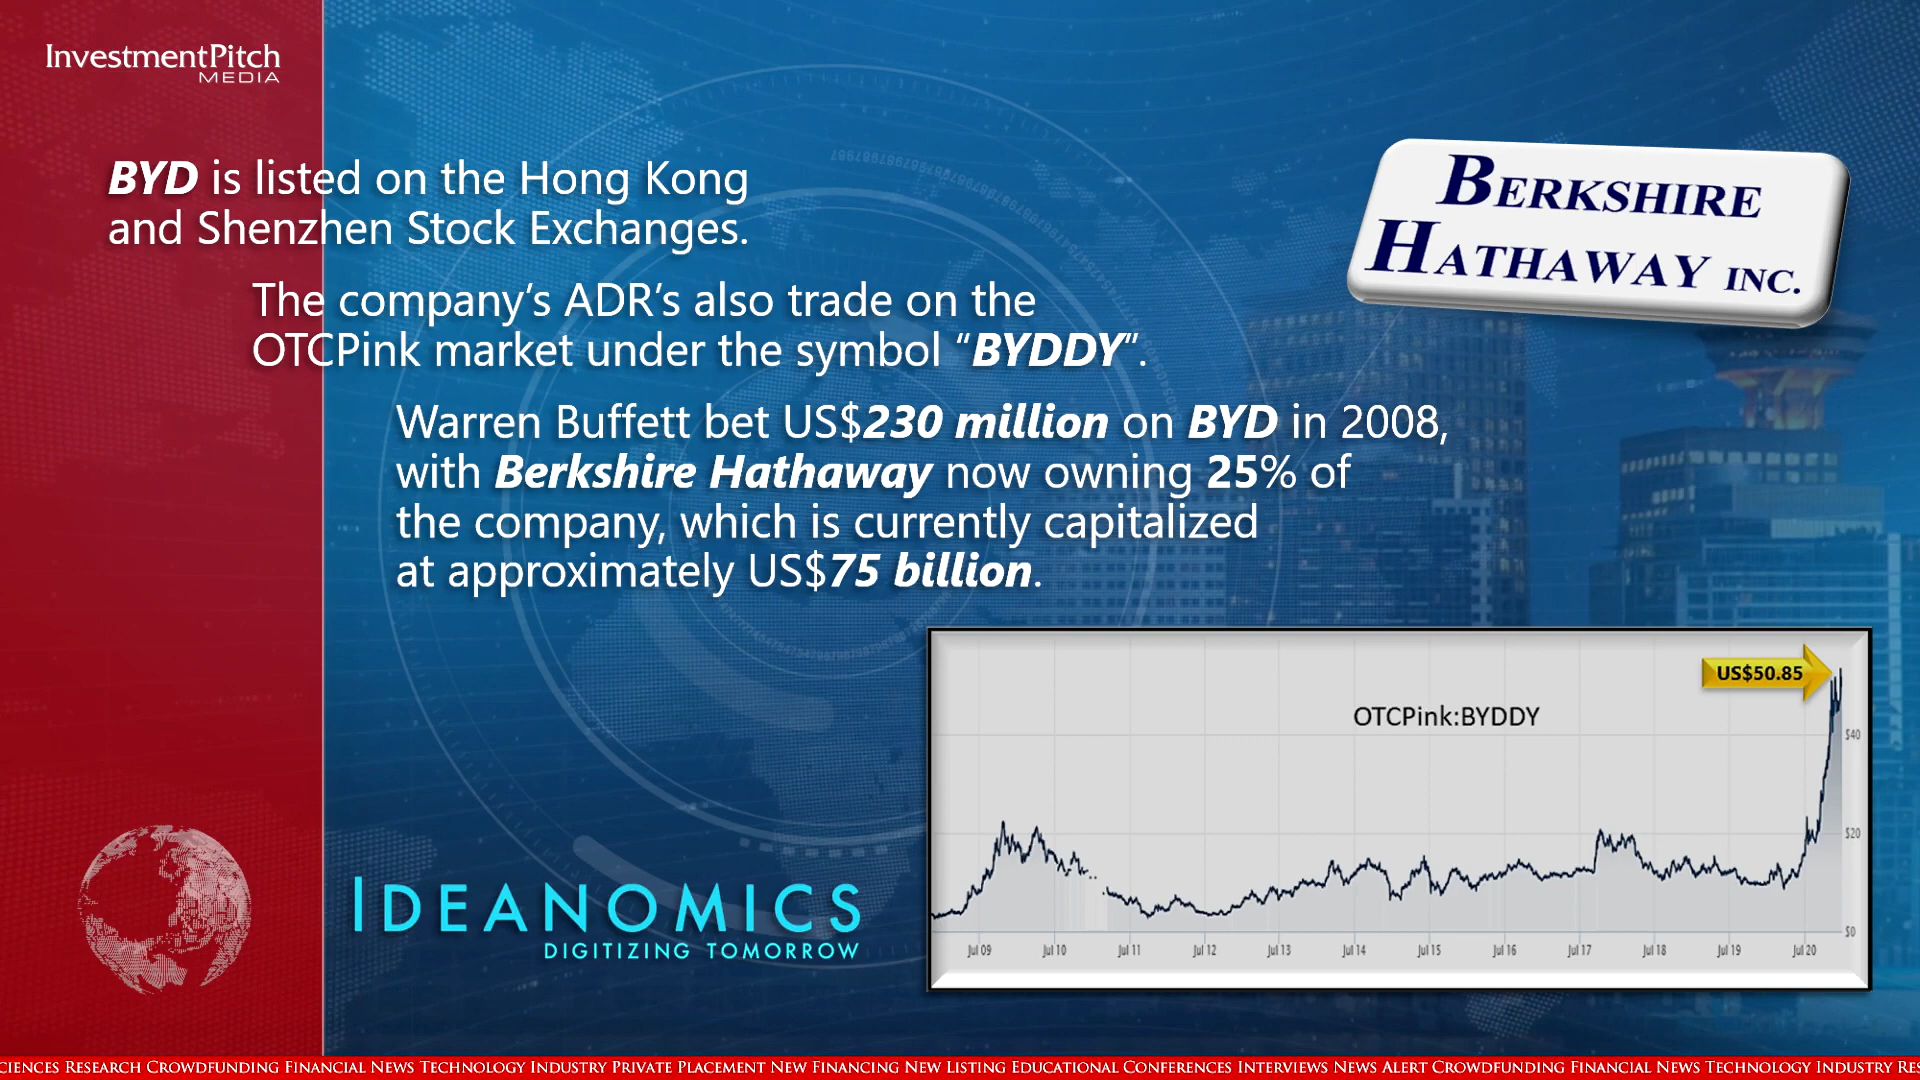 InvestmentPitch
MEDIA
BYD is listed on the Hong Kong
and Shenzhen Stock Exchanges.
The company's ADR's also trade on the
OTCPink market under the symbol “BYDDY”.
Warren Buffett bet US$230 million on BYD in 2008,
with Berkshire Hathaway now owning 25% of
the company, which is currently capitalized
at approximately US$75 billion.
BERKSHIRE
HATHAWAY INC.
US$50.85
OTCPink:BYDDY
$40
$20
$0
Jul 09 Jul 10 Jul 11 Jul 12 Jul 13 Jul 14 Jul 15 Jul 16 Jul 17 Jul 18 Jul 19 Jul 20
IDEANOMICS
DIGITIZING TOMORROW
CIENCES RESEARCH CROWDFUNDING FINANCIAL NEWS TECHNOLOGY INDUSTRY PRIVATE PLACEMENT NEW FINANCING NEW LISTING EDUCATIONAL CONFERENCES INTERVIEWS NEWS ALERT CROWDFUNDING FINANCIAL NEWS TECHNOLOGY INDUSTRY RES